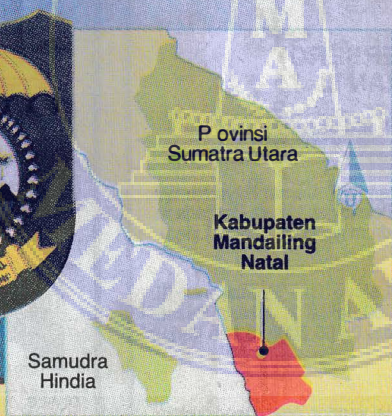 P ovinsi
Sumatra Utara
Kabupaten
Mandailing
Natal
Samudra
Hindia